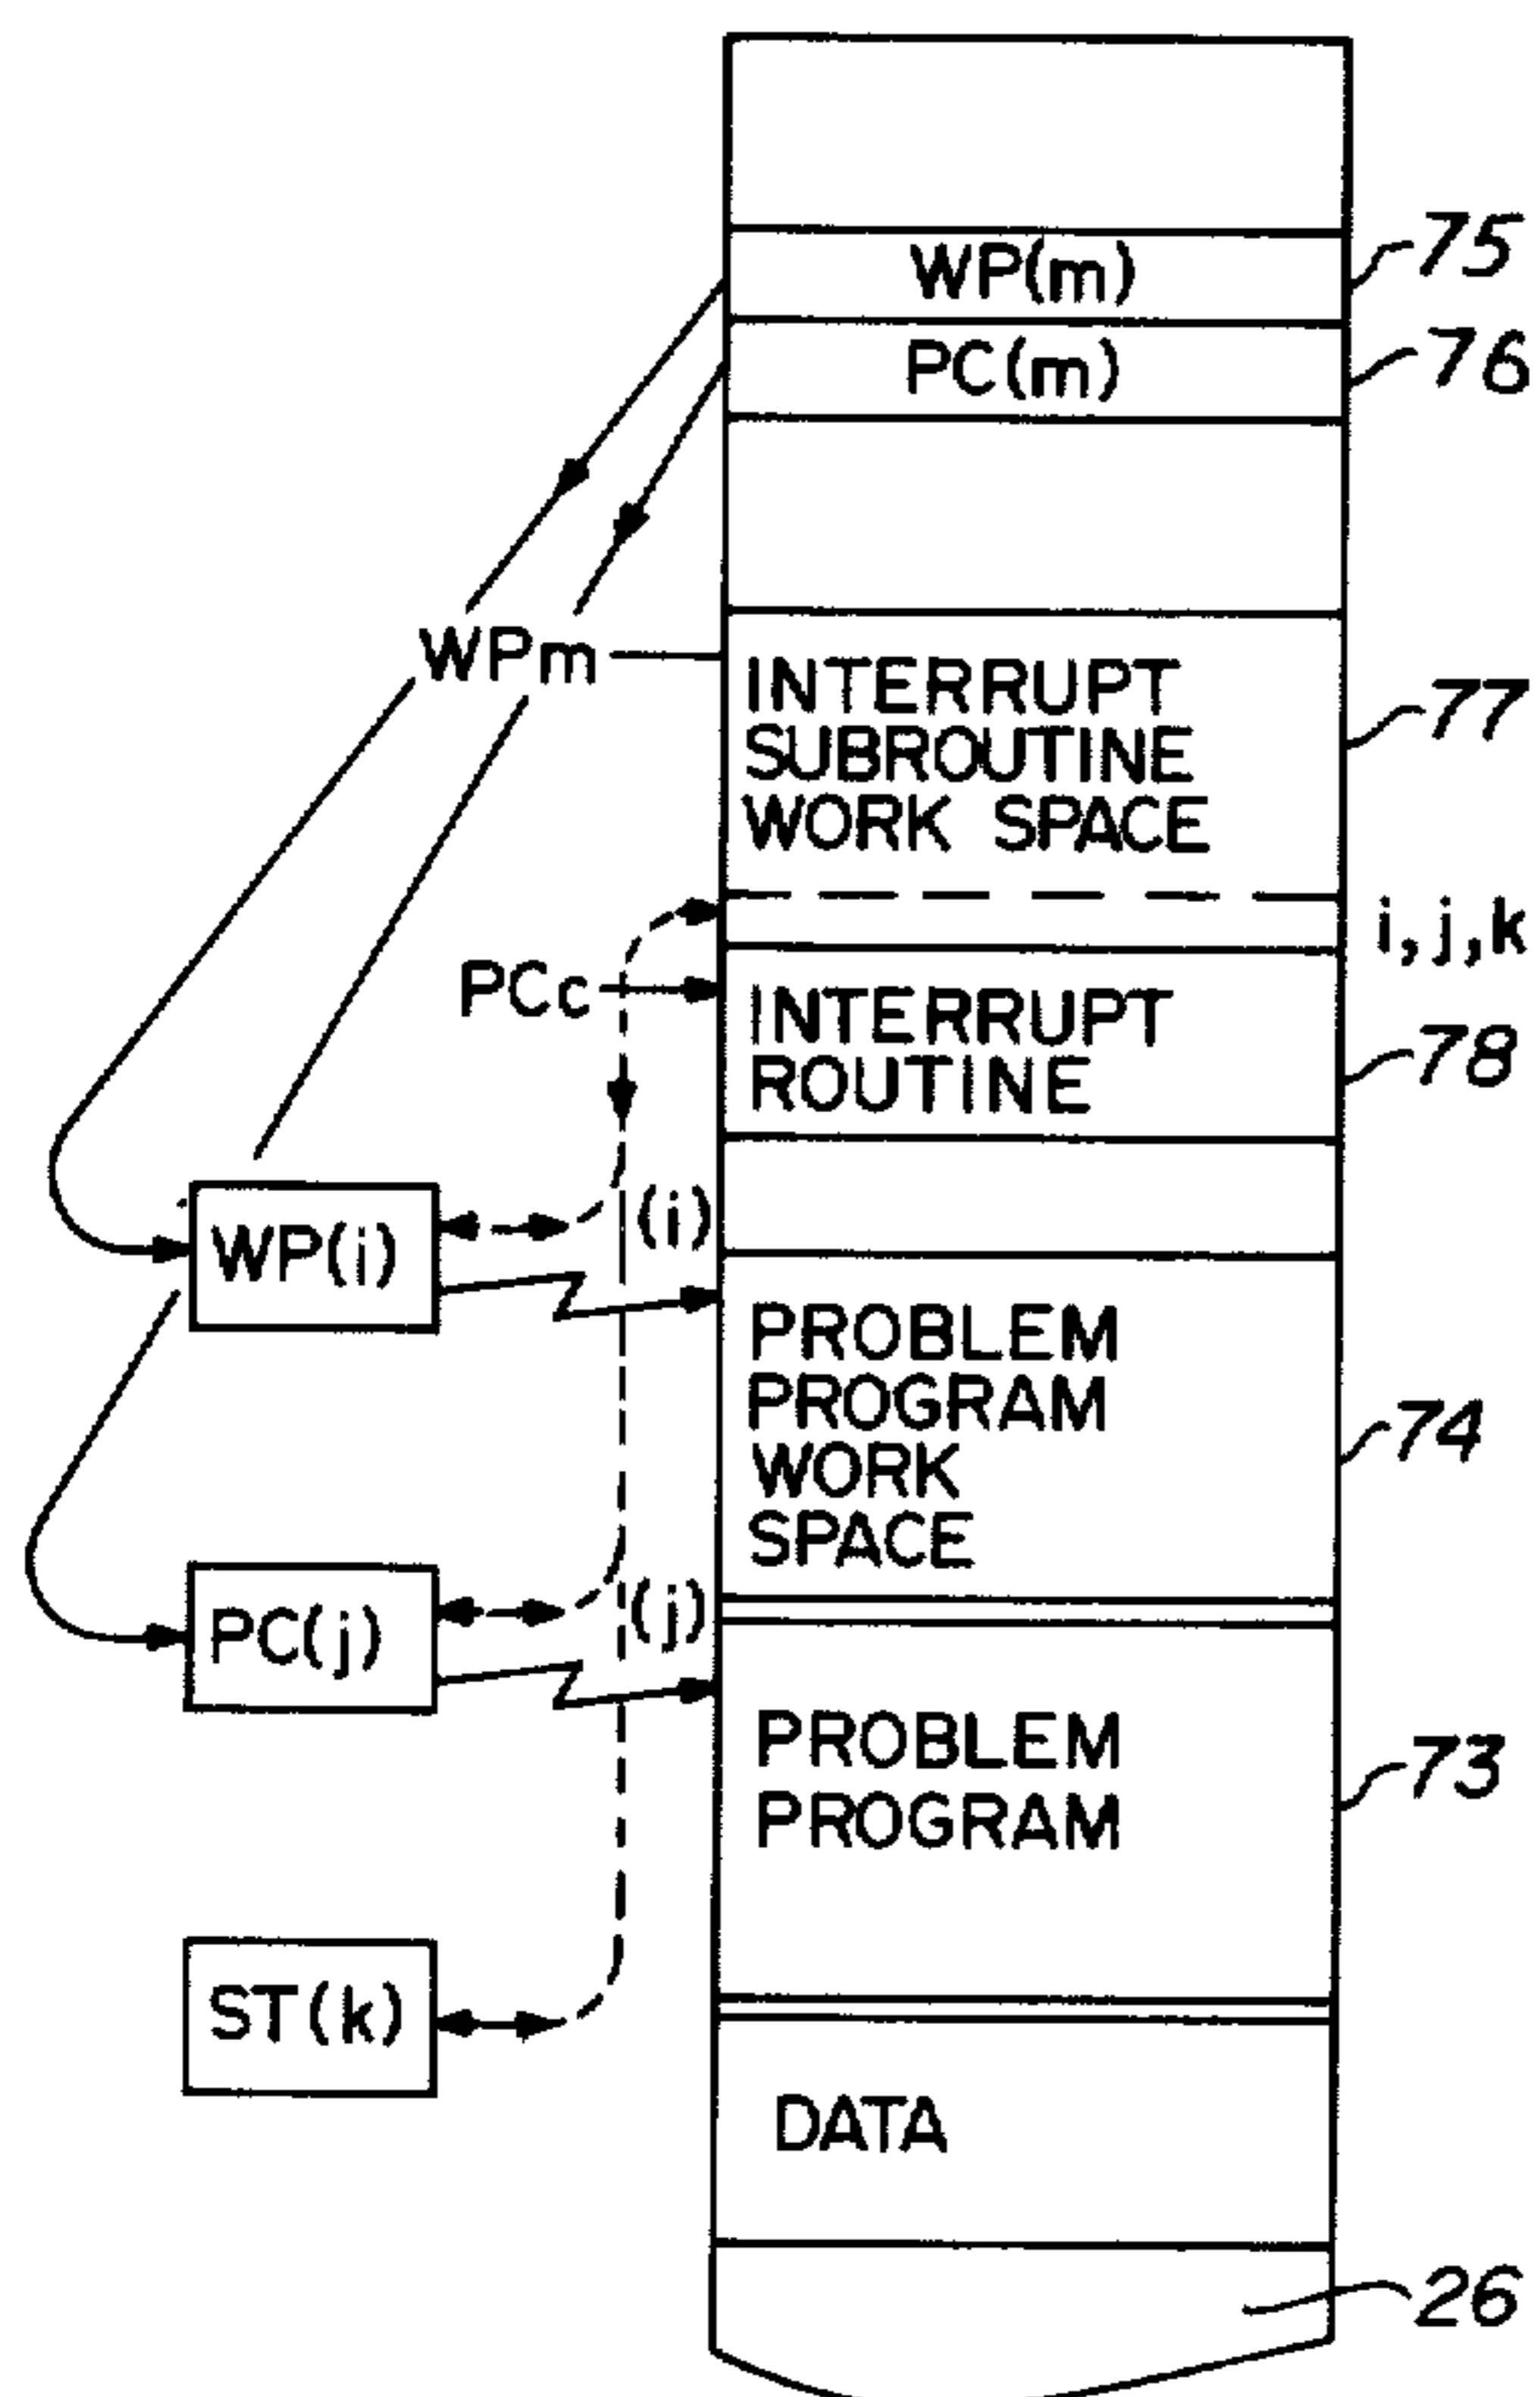 WP(m)
75
PC(m)
76
WPm
INTERRUPT
SUBROUTINE
WORK SPACE
77
i,j,k
PCc
INTERRUPT
ROUTINE
78
WP(i)
(i)
PROBLEM
PROGRAM
WORK
SPACE
74
PC(j)
(j)
PROBLEM
PROGRAM
73
ST(k)
DATA
26